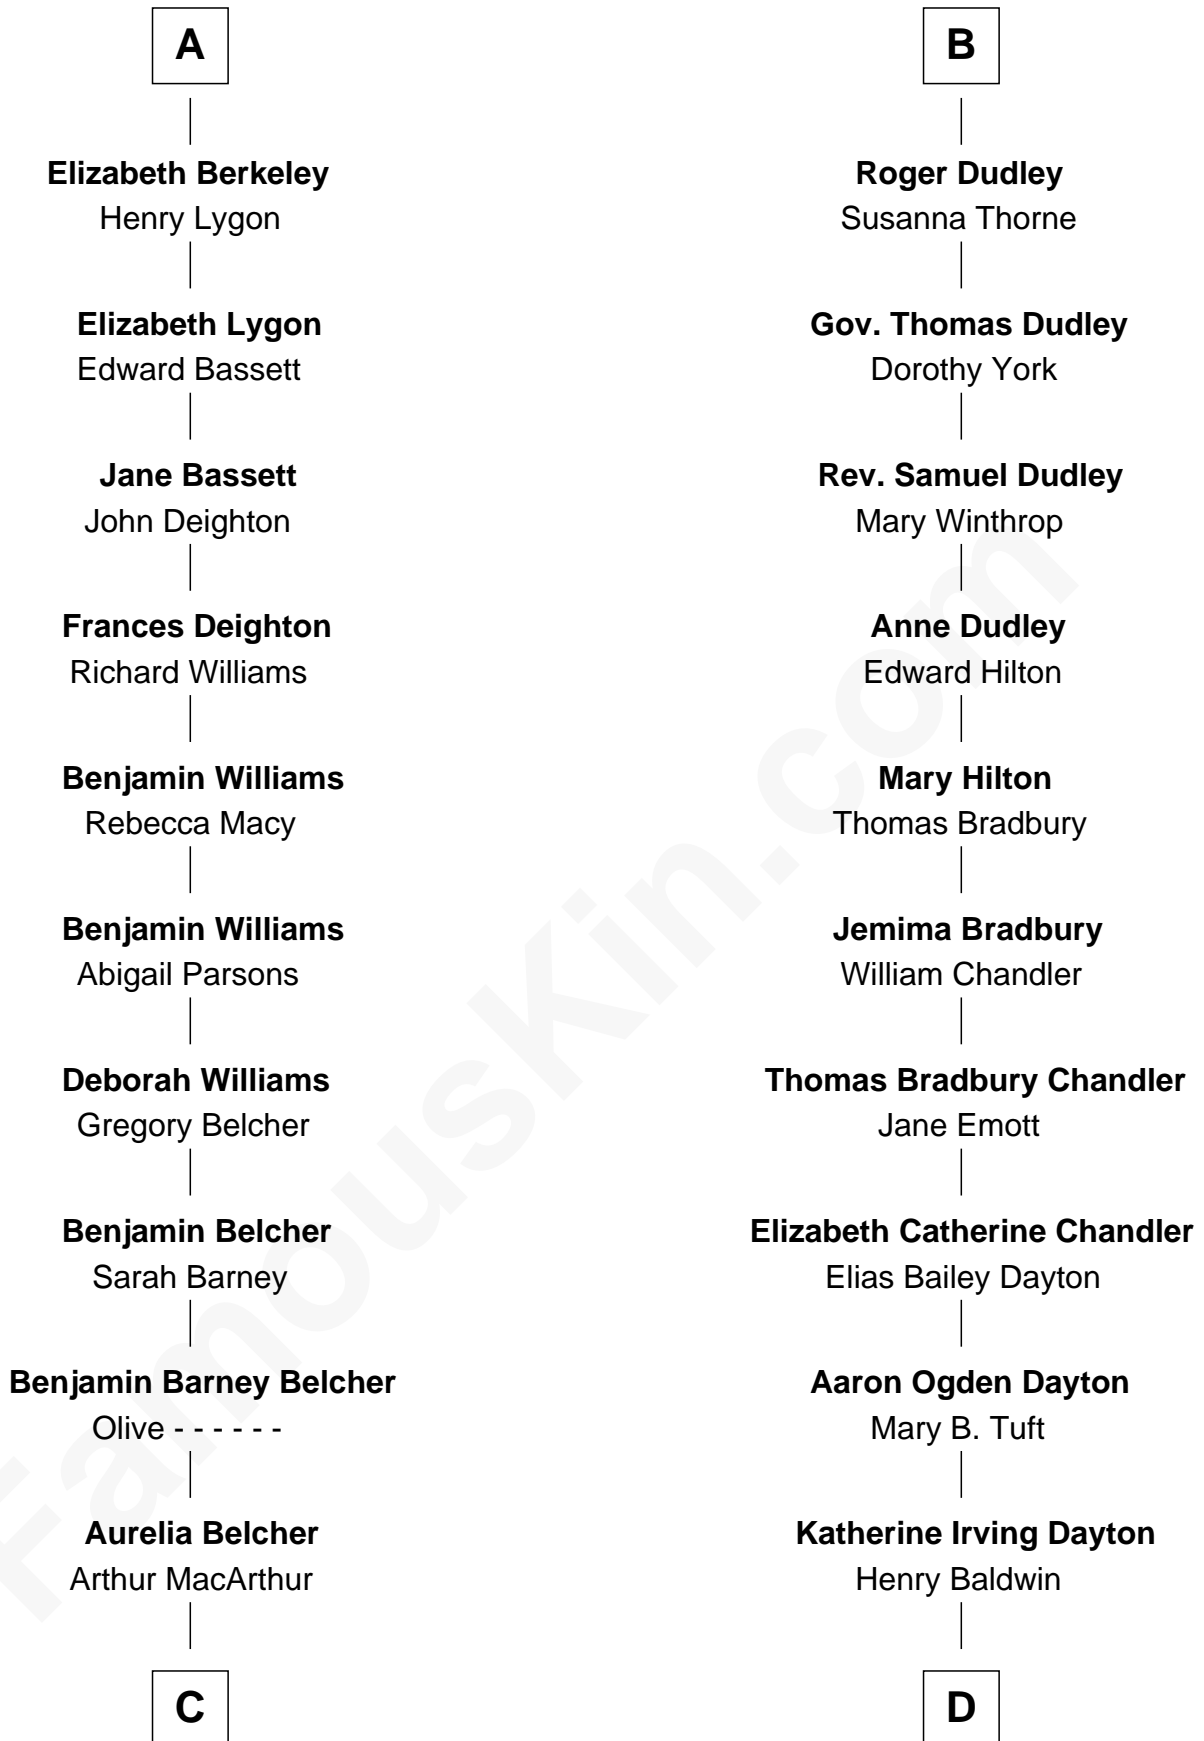 A
Elizabeth Berkeley
Henry Lygon
Elizabeth Lygon
Edward Bassett
Jane Bassett
John Deighton
Frances Deighton
Richard Williams
Benjamin Williams
Rebecca Macy
Benjamin Williams
Abigail Parsons
Deborah Williams
Gregory Belcher
Benjamin Belcher
Sarah Barney
Benjamin Barney Belcher
Olive - - - - - -
Aurelia Belcher
Arthur MacArthur
C
B
Roger Dudley
Susanna Thorne
Gov. Thomas Dudley
Dorothy York
Rev. Samuel Dudley
Mary Winthrop
Anne Dudley
Edward Hilton
Mary Hilton
Thomas Bradbury
Jemima Bradbury
William Chandler
Thomas Bradbury Chandler
Jane Emott
Elizabeth Catherine Chandler
Elias Bailey Dayton
Aaron Ogden Dayton
Mary B. Tuft
Katherine Irving Dayton
Henry Baldwin
D
FamousKin.com